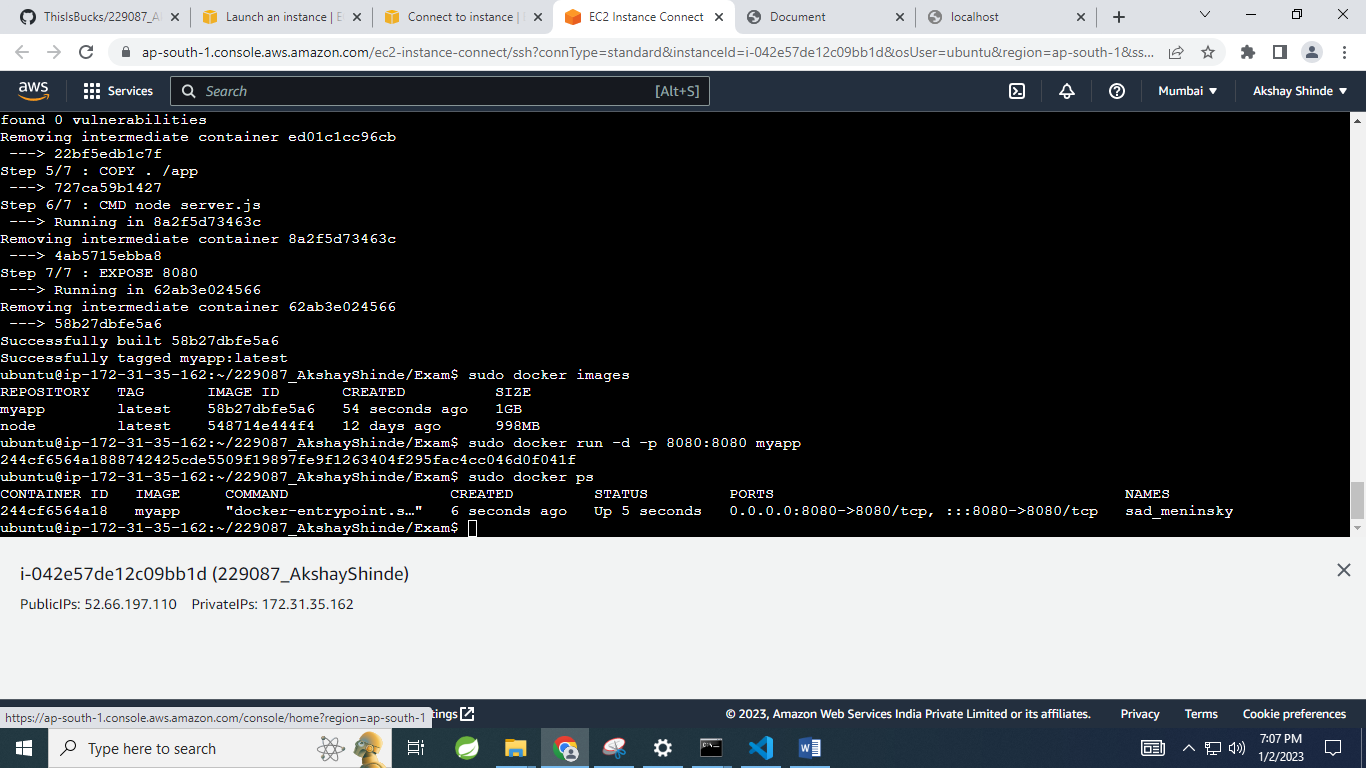 ThisIsBucks/229087_A
Launch an instance | E
Connect to instance |
EC2 Instance Connect
Document
localhost
ap-south-1.console.aws.amazon.com/ec2-instance-connect/ssh?connType=standard&instanceId=i-042e57de12c09bb1d&osUser=ubuntu&region=ap-south-1&ss...
aws
Services
Search
[Alt+S]
Mumbai
Akshay Shinde
found 0 vulnerabilities
Removing intermediate container ed01c1cc96cb
---> 22bf5edb1c7f
Step 5/7 : COPY . /app
---> 727ca59b1427
Step 6/7 : CMD node server.js
---> Running in 8a2f5d73463c
Removing intermediate container 8a2f5d73463c
---> 4ab5715ebba8
Step 7/7 : EXPOSE 8080
---> Running in 62ab3e024566
Removing intermediate container 62ab3e024566
---> 58b27dbfe5a6
Successfully built 58b27dbfe5a6
Successfully tagged myapp:latest
ubuntu@ip-172-31-35-162:~/229087_AkshayShinde/Exam$ sudo docker images
REPOSITORY TAG IMAGE ID CREATED SIZE
myapp latest 58b27dbfe5a6 54 seconds ago 1GB
node latest 548714e444f4 12 days ago 998MB
ubuntu@ip-172-31-35-162:~/229087_AkshayShinde/Exam$ sudo docker run -d -p 8080:8080 myapp
244cf6564a1888742425cde5509f19897fe9f1263404f295fac4cc046d0f041f
ubuntu@ip-172-31-35-162:~/229087_AkshayShinde/Exam$ sudo docker ps
CONTAINER ID IMAGE COMMAND CREATED STATUS PORTS NAMES
244cf6564a18 myapp "docker-entrypoint.s…" 6 seconds ago Up 5 seconds 0.0.0.0:8080->8080/tcp, :::8080->8080/tcp sad_meninsky
ubuntu@ip-172-31-35-162:~/229087_AkshayShinde/Exam$
i-042e57de12c09bb1d (229087_AkshayShinde)
PublicIPs: 52.66.197.110 PrivateIPs: 172.31.35.162
https://ap-south-1.console.aws.amazon.com/console/home?region=ap-south-1
tings
© 2023, Amazon Web Services India Private Limited or its affiliates.
Privacy
Terms
Cookie preferences
Type here to search
7:07 PM
1/2/2023